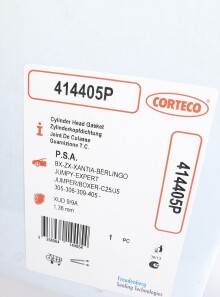 414405P
CORTECO
Cylinder Head Gasket
Zylinderkopfdichtung
Joint De Culasse
Guarnizione T.C.
P.S.A.
BX-ZX-XANTIA-BERLINGO
JUMPY-EXPERT
JUMPER/BOXER-C25/J5
305-306-309-405 -
XUD 9/9A
1,36 mm
1 PC
414405P
Freudenberg
Sealing Technologies